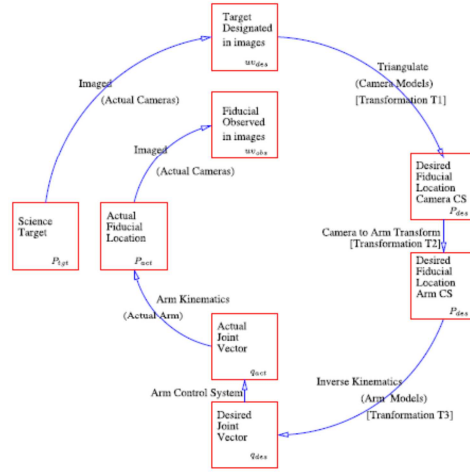 Target
Designated
in images
uv_des
Imaged
(Actual Cameras)
Triangulate
(Camera Models)
[Transformation T1]
Fiducial
Observed
in images
uv_obs
Imaged
(Actual Cameras)
Science
Target
P_tgt
Actual
Fiducial
Location
P_act
Desired
Fiducial
Location
Camera CS
P_des
Camera to Arm Transform
[Transformation T2]
Desired
Fiducial
Location
Arm CS
P_des
Arm Kinematics
(Actual Arm)
Actual
Joint
Vector
q_act
Arm Control System
Inverse Kinematics
(Arm Models)
[Tranformation T3]
Desired
Joint
Vector
q_des